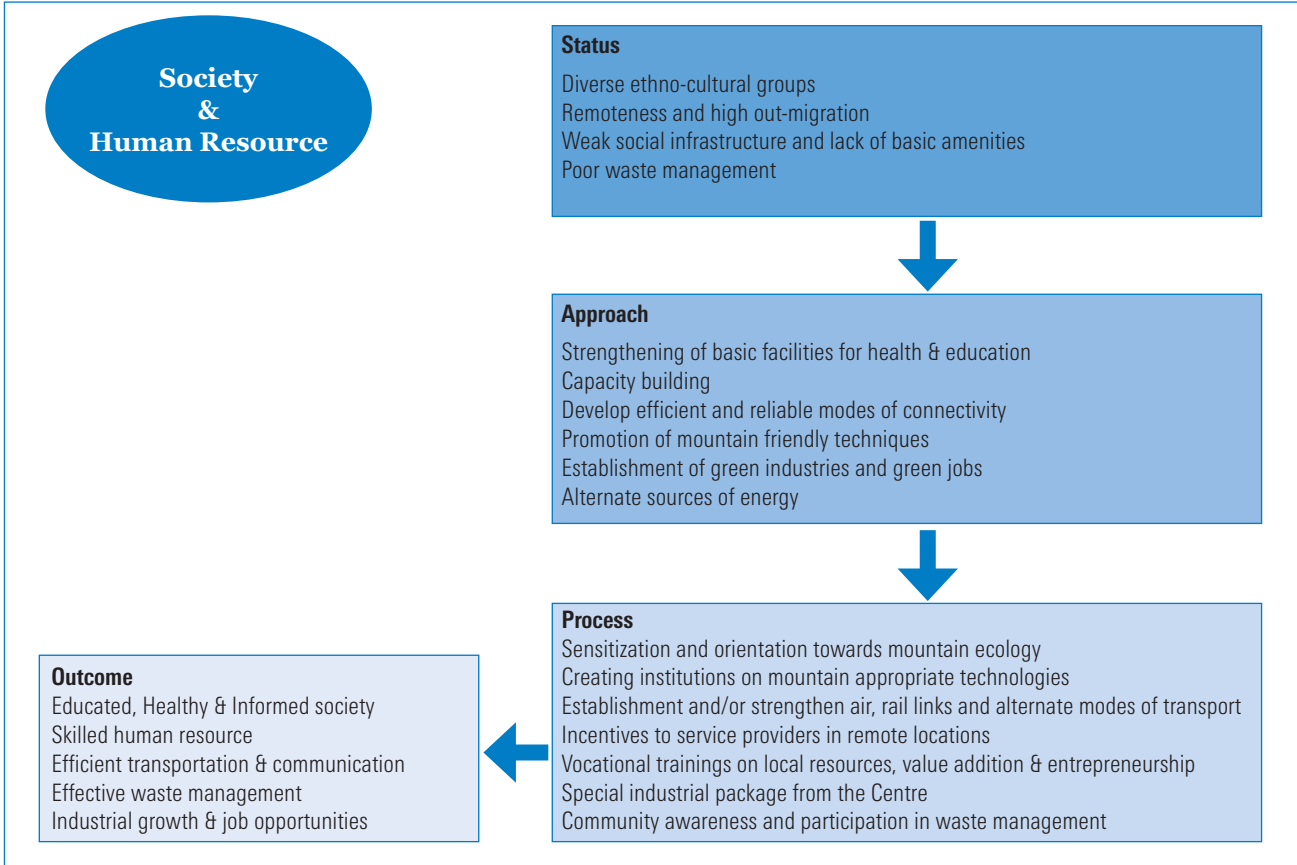 Society
&
Human Resource
Status
Diverse ethno-cultural groups
Remoteness and high out-migration
Weak social infrastructure and lack of basic amenities
Poor waste management
Approach
Strengthening of basic facilities for health & education
Capacity building
Develop efficient and reliable modes of connectivity
Promotion of mountain friendly techniques
Establishment of green industries and green jobs
Alternate sources of energy
Process
Sensitization and orientation towards mountain ecology
Creating institutions on mountain appropriate technologies
Establishment and/or strengthen air, rail links and alternate modes of transport
Incentives to service providers in remote locations
Vocational trainings on local resources, value addition & entrepreneurship
Special industrial package from the Centre
Community awareness and participation in waste management
Outcome
Educated, Healthy & Informed society
Skilled human resource
Efficient transportation & communication
Effective waste management
Industrial growth & job opportunities